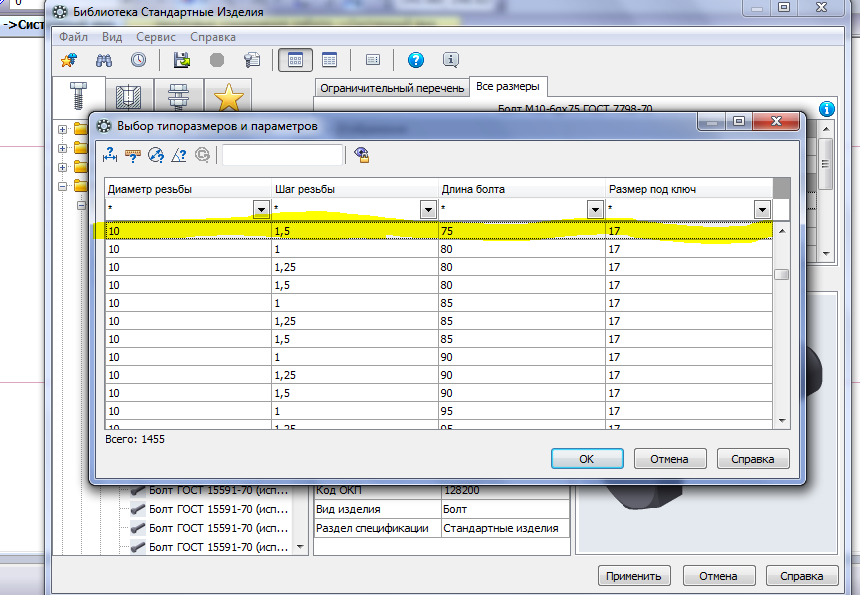 0
->Сист
Библиотека Стандартные Изделия
Файл Вид Сервис Справка
Ограничительный перечень Все размеры
Болт M10-6gx75 ГОСТ 7798-70
Выбор типоразмеров и параметров
Диаметр резьбы Шаг резьбы Длина болта Размер под ключ
* * * *
10 1,5 75 17
10 1 80 17
10 1,25 80 17
10 1,5 80 17
10 1 85 17
10 1,25 85 17
10 1,5 85 17
10 1 90 17
10 1,25 90 17
10 1,5 90 17
10 1 95 17
10 1,25 95 17
Всего: 1455
OK Отмена Справка
Болт ГОСТ 15591-70 (исп... Код ОКП 128200
Болт ГОСТ 15591-70 (исп... Вид изделия Болт
Болт ГОСТ 15591-70 (исп... Раздел спецификации Стандартные изделия
Болт ГОСТ 15591-70 (исп...
Применить Отмена Справка